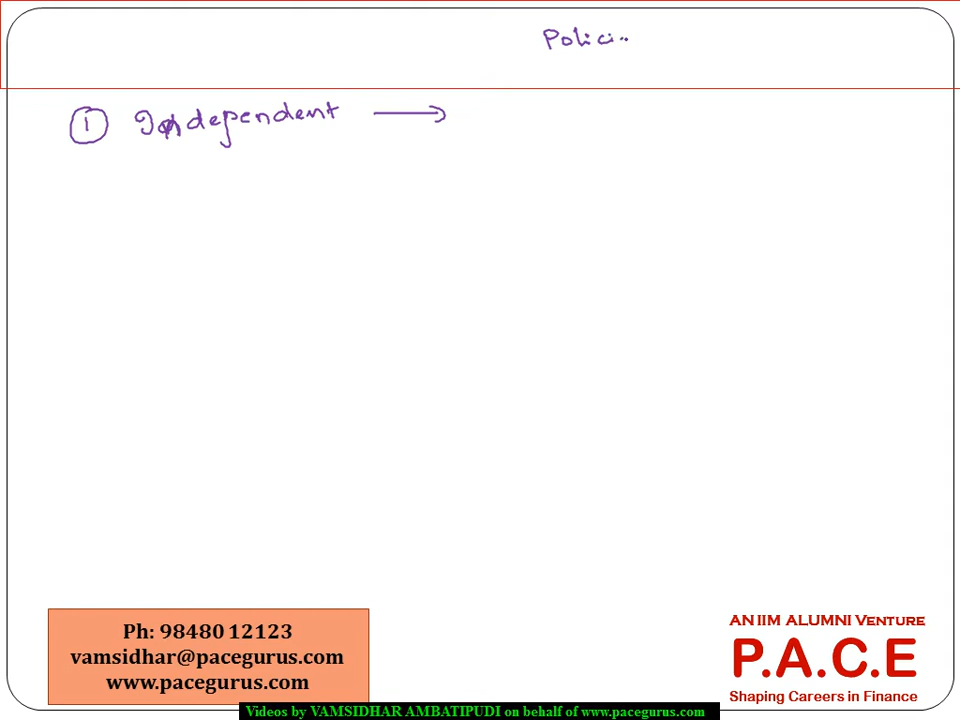 Polici..
① Independent →
Ph: 98480 12123
vamsidhar@pacegurus.com
www.pacegurus.com
AN IIM ALUMNI VENTURE
P.A.C.E
Shaping Careers in Finance
Videos by VAMSIDHAR AMBATIPUDI on behalf of www.pacegurus.com